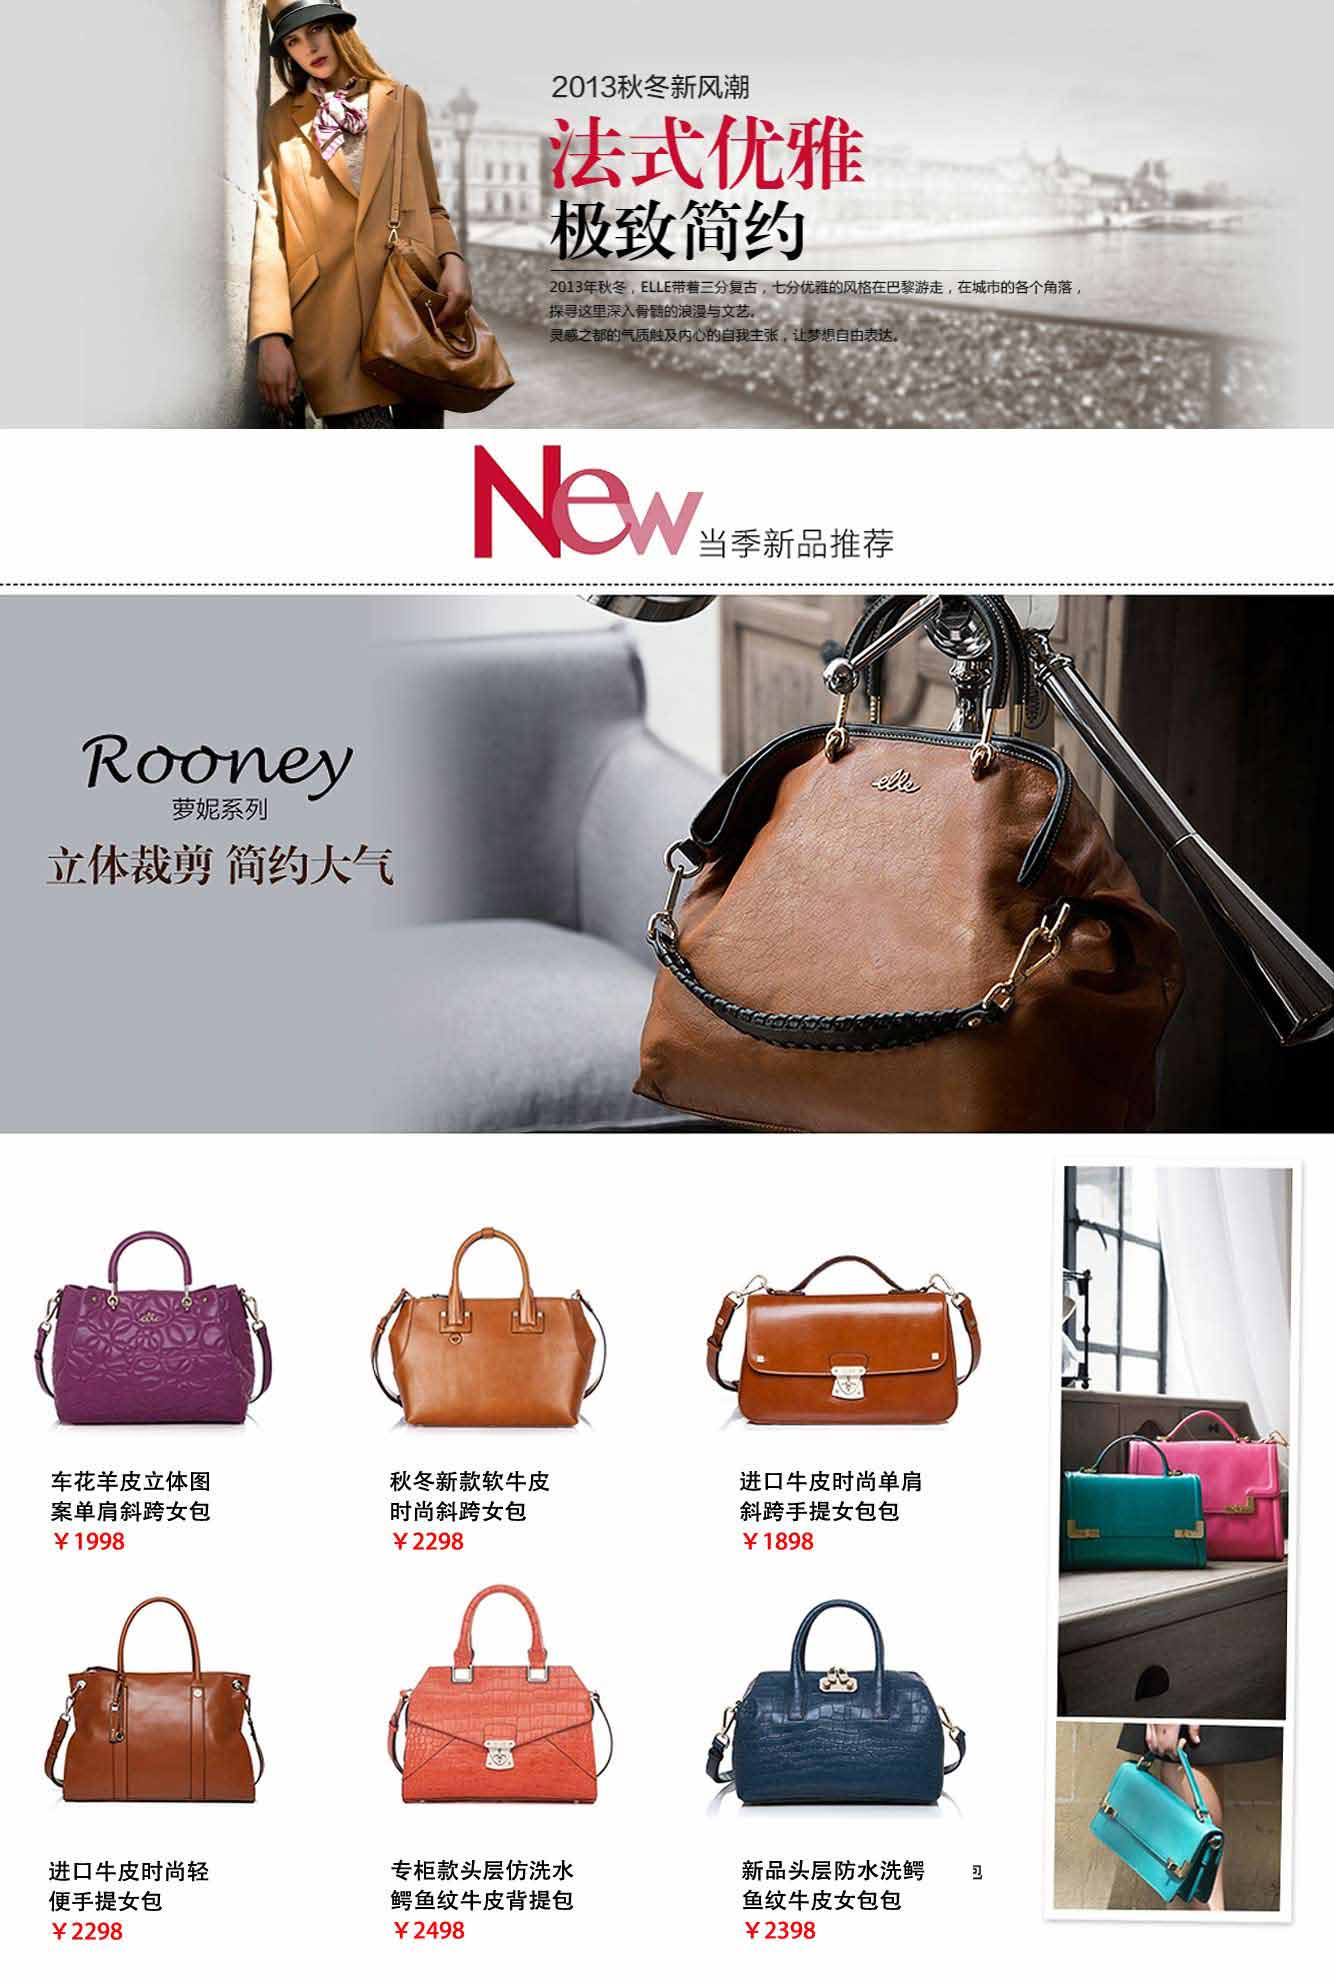 2013秋冬新风潮
法式优雅
极致简约
2013年秋冬，ELLE带着三分复古，七分优雅的风格在巴黎游走，在城市的各个角落，
探寻这里深入骨髓的浪漫与文艺。
灵感之都的气质触及内心的自我主张，让梦想自由表达。
New 当季新品推荐
Rooney
萝妮系列
立体裁剪 简约大气
elle
elle
车花羊皮立体图
案单肩斜跨女包
￥1998
秋冬新款软牛皮
时尚斜跨女包
￥2298
进口牛皮时尚单肩
斜跨手提女包包
￥1898
进口牛皮时尚轻
便手提女包
￥2298
专柜款头层仿洗水
鳄鱼纹牛皮背提包
￥2498
新品头层防水洗鳄
鱼纹牛皮女包包
￥2398